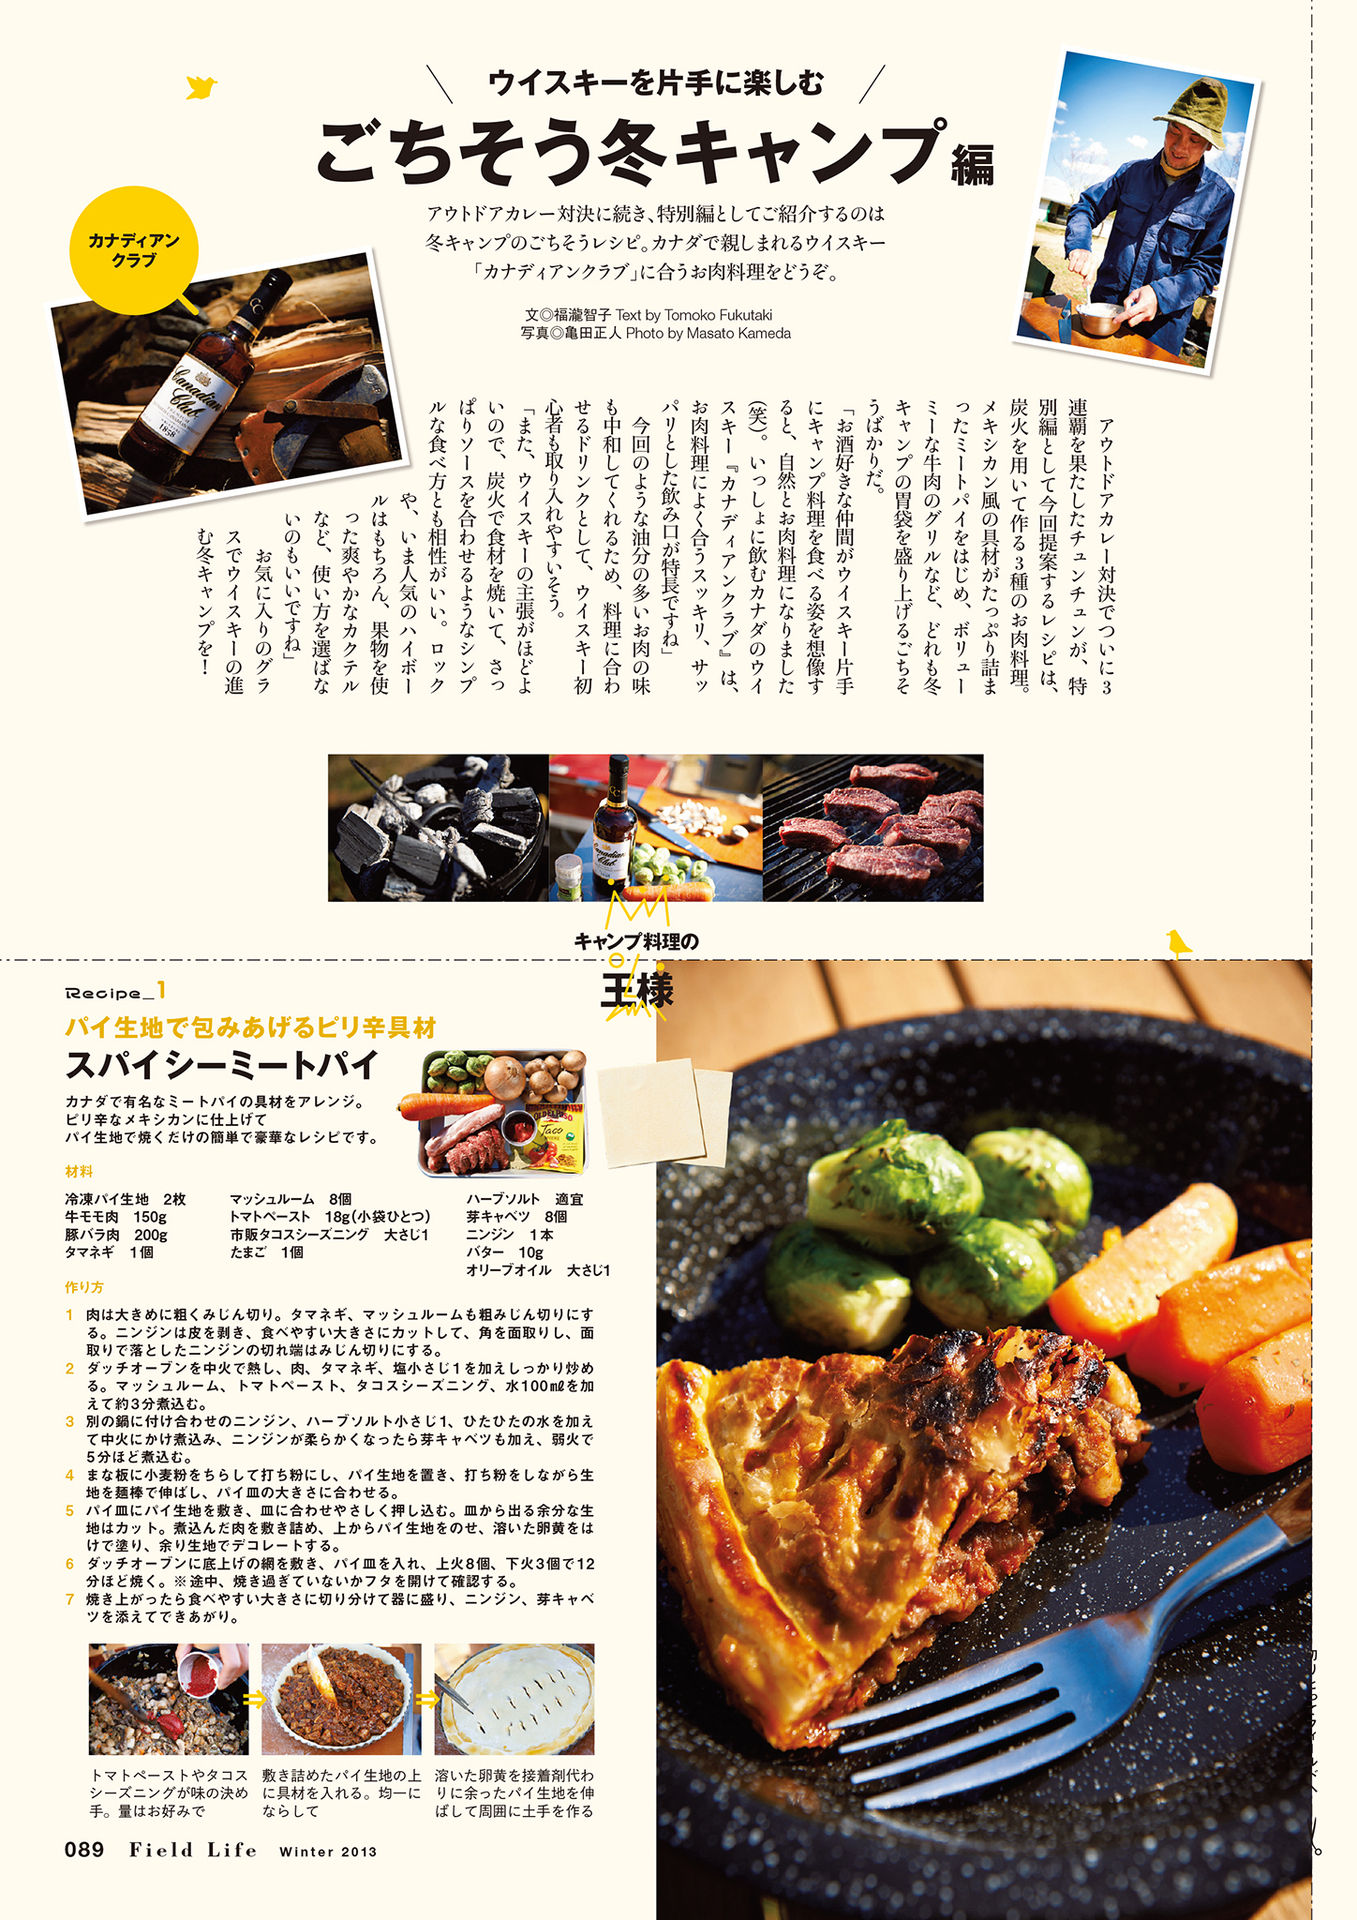 ウイスキーを片手に楽しむ
ごちそう冬キャンプ編
アウトドアカレー対決に続き、特別編としてご紹介するのは
冬キャンプのごちそうレシピ。カナダで親しまれるウイスキー
「カナディアンクラブ」に合うお肉料理をどうぞ。
文◎福瀧智子 Text by Tomoko Fukutaki
写真◎亀田正人 Photo by Masato Kameda
カナディアン
クラブ
Canadian
Club
1858
アウトドアカレー対決でついに3
連覇を果たしたチュンチュンが、特
別編として今回提案するレシピは、
炭火を用いて作る3種のお肉料理。
メキシカン風の具材がたっぷり詰ま
ったミートパイをはじめ、ボリュー
ミーな牛肉のグリルなど、どれも冬
キャンプの胃袋を盛り上げるごちそ
うばかりだ。
「お酒好きな仲間がウイスキー片手
にキャンプ料理を食べる姿を想像す
ると、自然とお肉料理になりました
(笑)。いっしょに飲むカナダのウイ
スキー『カナディアンクラブ』は、
お肉料理によく合うスッキリ、サッ
パリとした飲み口が特長ですね」
今回のような油分の多いお肉の味
も中和してくれるため、料理に合わ
せるドリンクとして、ウイスキー初
心者も取り入れやすいそう。
「また、ウイスキーの主張がほどよ
いので、炭火で食材を焼いて、さっ
ぱりソースを合わせるようなシンプ
ルな食べ方とも相性がいい。ロック
や、いま人気のハイボー
ルはもちろん、果物を使
った爽やかなカクテル
など、使い方を選ばな
いのもいいですね」
お気に入りのグラ
スでウイスキーの進
む冬キャンプを！
Canadian
Club
キャンプ料理の
王様
Recipe_1
パイ生地で包みあげるピリ辛具材
スパイシーミートパイ
カナダで有名なミートパイの具材をアレンジ。
ピリ辛なメキシカンに仕上げて
パイ生地で焼くだけの簡単で豪華なレシピです。
OLD EL PASO
Taco
材料
冷凍パイ生地 2枚
牛モモ肉 150g
豚バラ肉 200g
タマネギ 1個
マッシュルーム 8個
トマトペースト 18g(小袋ひとつ)
市販タコスシーズニング 大さじ1
たまご 1個
ハーブソルト 適宜
芽キャベツ 8個
ニンジン 1本
バター 10g
オリーブオイル 大さじ1
作り方
1 肉は大きめに粗くみじん切り。タマネギ、マッシュルームも粗みじん切りにす
る。ニンジンは皮を剥き、食べやすい大きさにカットして、角を面取りし、面
取りで落としたニンジンの切れ端はみじん切りにする。
2 ダッチオーブンを中火で熱し、肉、タマネギ、塩小さじ1を加えしっかり炒め
る。マッシュルーム、トマトペースト、タコスシーズニング、水100㎖を加
えて約3分煮込む。
3 別の鍋に付け合わせのニンジン、ハーブソルト小さじ1、ひたひたの水を加え
て中火にかけ煮込み、ニンジンが柔らかくなったら芽キャベツも加え、弱火で
5分ほど煮込む。
4 まな板に小麦粉をちらして打ち粉にし、パイ生地を置き、打ち粉をしながら生
地を麺棒で伸ばし、パイ皿の大きさに合わせる。
5 パイ皿にパイ生地を敷き、皿に合わせやさしく押し込む。皿から出る余分な生
地はカット。煮込んだ肉を敷き詰め、上からパイ生地をのせ、溶いた卵黄をは
けで塗り、余り生地でデコレートする。
6 ダッチオーブンに底上げの網を敷き、パイ皿を入れ、上火8個、下火3個で12
分ほど焼く。※途中、焼き過ぎていないかフタを開けて確認する。
7 焼き上がったら食べやすい大きさに切り分けて器に盛り、ニンジン、芽キャベ
ツを添えてできあがり。
トマトペーストやタコス
シーズニングが味の決め
手。量はお好みで
敷き詰めたパイ生地の上
に具材を入れる。均一に
ならして
溶いた卵黄を接着剤代わ
りに余ったパイ生地を伸
ばして周囲に土手を作る
089 Field Life Winter 2013